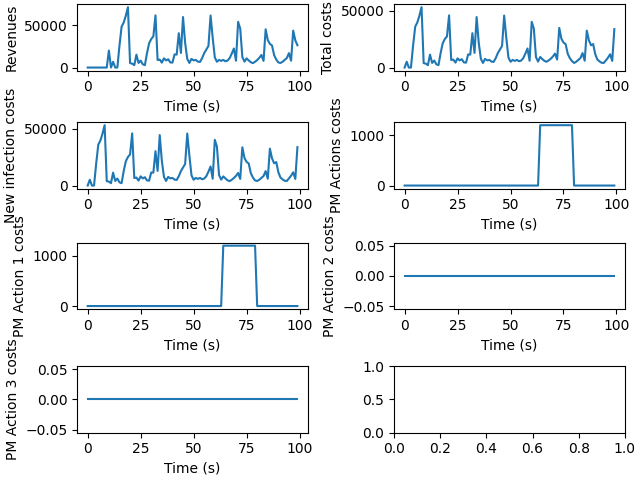 Revenues
50000
0
0 25 50 75 100
Time (s)
Total costs
50000
0
0 25 50 75 100
Time (s)
New infection costs
50000
0
0 25 50 75 100
Time (s)
PM Actions costs
1000
0
0 25 50 75 100
Time (s)
PM Action 1 costs
1000
0
0 25 50 75 100
Time (s)
PM Action 2 costs
0.05
0.00
−0.05
0 25 50 75 100
Time (s)
PM Action 3 costs
0.05
0.00
−0.05
0 25 50 75 100
Time (s)
1.0
0.5
0.0
0.0 0.2 0.4 0.6 0.8 1.0